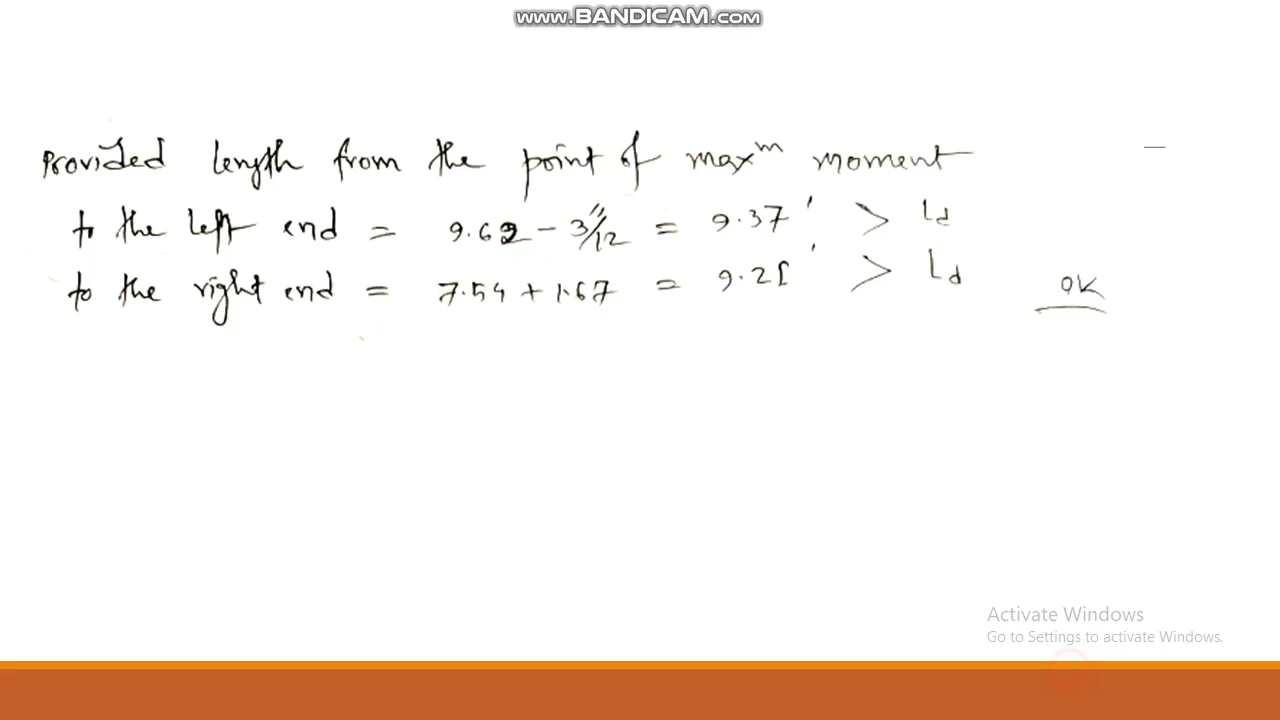 www.BANDICAM.com
Provided length from the point of max^m moment
to the left end = 9.62 - 3"/12 = 9.37' > ld
to the right end = 7.54 + 1.67 = 9.21' > ld OK
Activate Windows
Go to Settings to activate Windows.